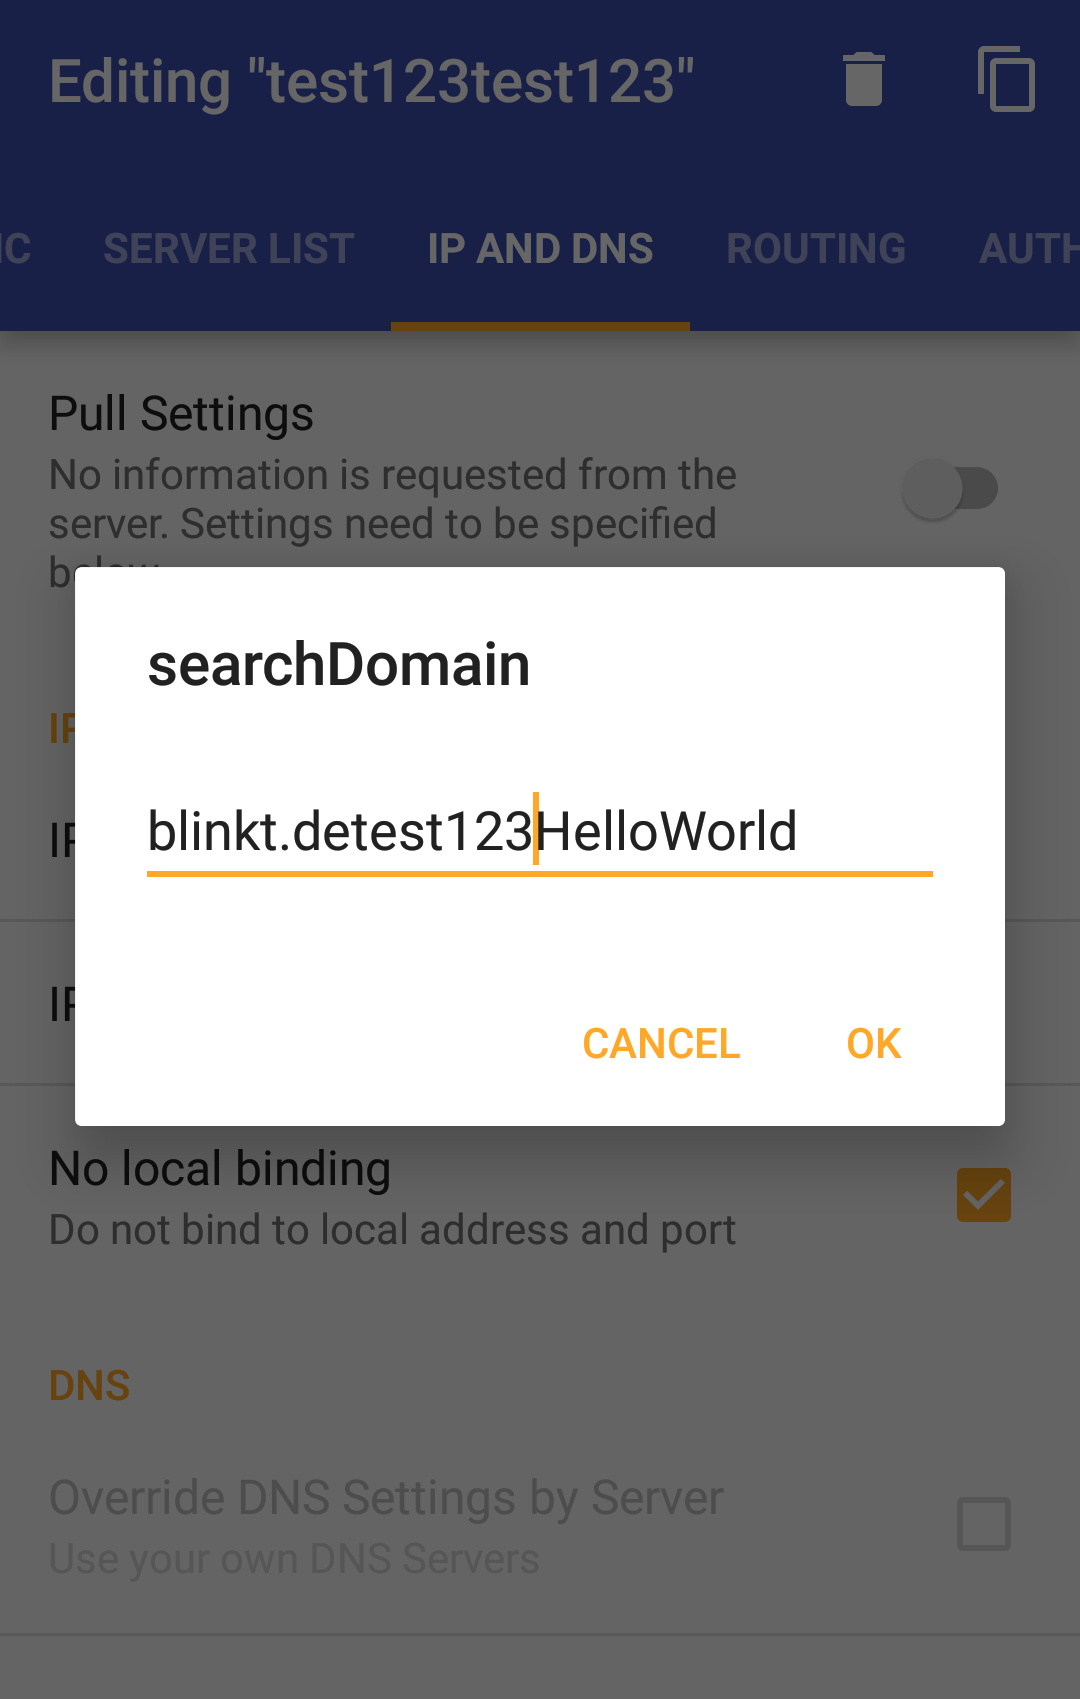 Editing "test123test123"
IC SERVER LIST IP AND DNS ROUTING AUTH
Pull Settings
No information is requested from the
server. Settings need to be specified
searchDomain
IP
blinkt.detest123HelloWorld
IP
IP
CANCEL OK
No local binding
Do not bind to local address and port
DNS
Override DNS Settings by Server
Use your own DNS Servers